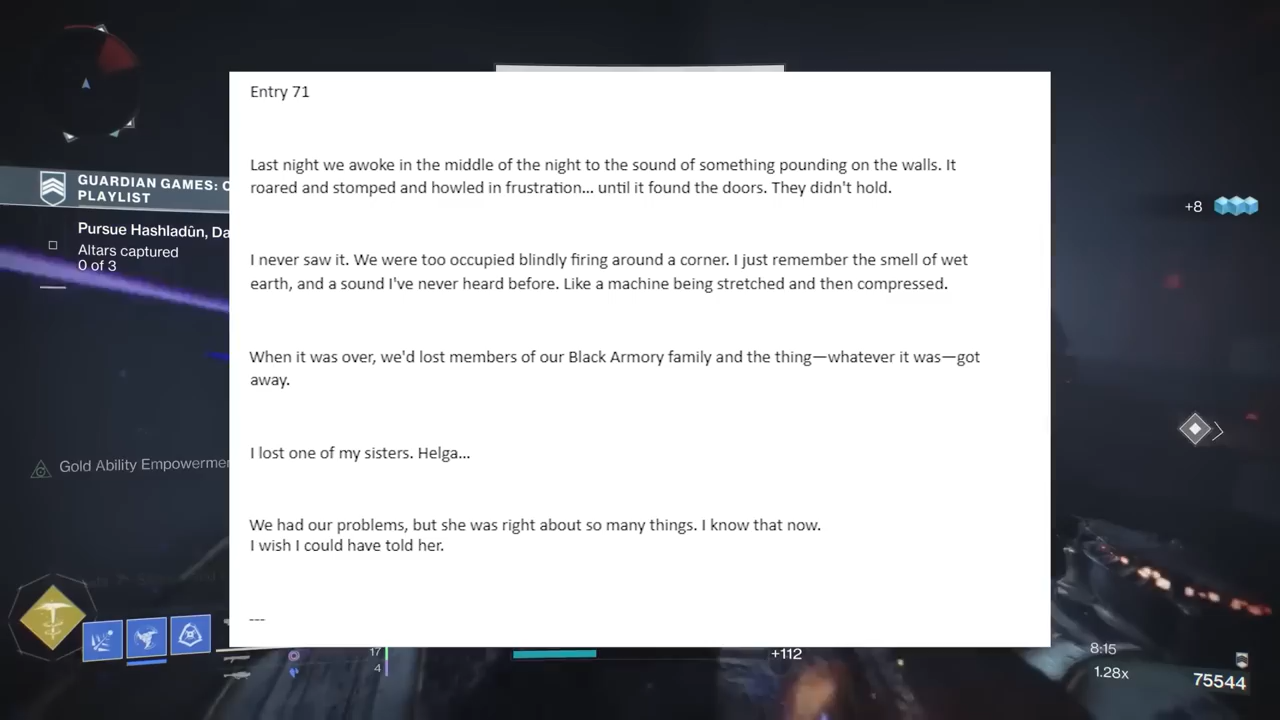 Entry 71
Last night we awoke in the middle of the night to the sound of something pounding on the walls. It
roared and stomped and howled in frustration... until it found the doors. They didn't hold.
I never saw it. We were too occupied blindly firing around a corner. I just remember the smell of wet
earth, and a sound I've never heard before. Like a machine being stretched and then compressed.
When it was over, we'd lost members of our Black Armory family and the thing—whatever it was—got
away.
I lost one of my sisters. Helga...
We had our problems, but she was right about so many things. I know that now.
I wish I could have told her.
---
GUARDIAN GAMES: C
PLAYLIST
Pursue Hashladûn, Da
Altars captured
0 of 3
+8
Gold Ability Empowerme
17
4
+112
8:15
1.28x
75544